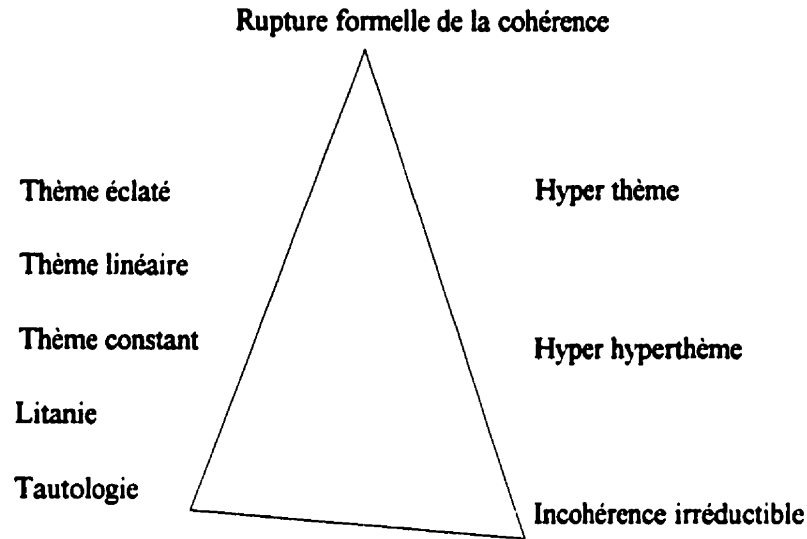 Rupture formelle de la cohérence
Thème éclaté
Hyper thème
Thème linéaire
Thème constant
Hyper hyperthème
Litanie
Tautologie
Incohérence irréductible